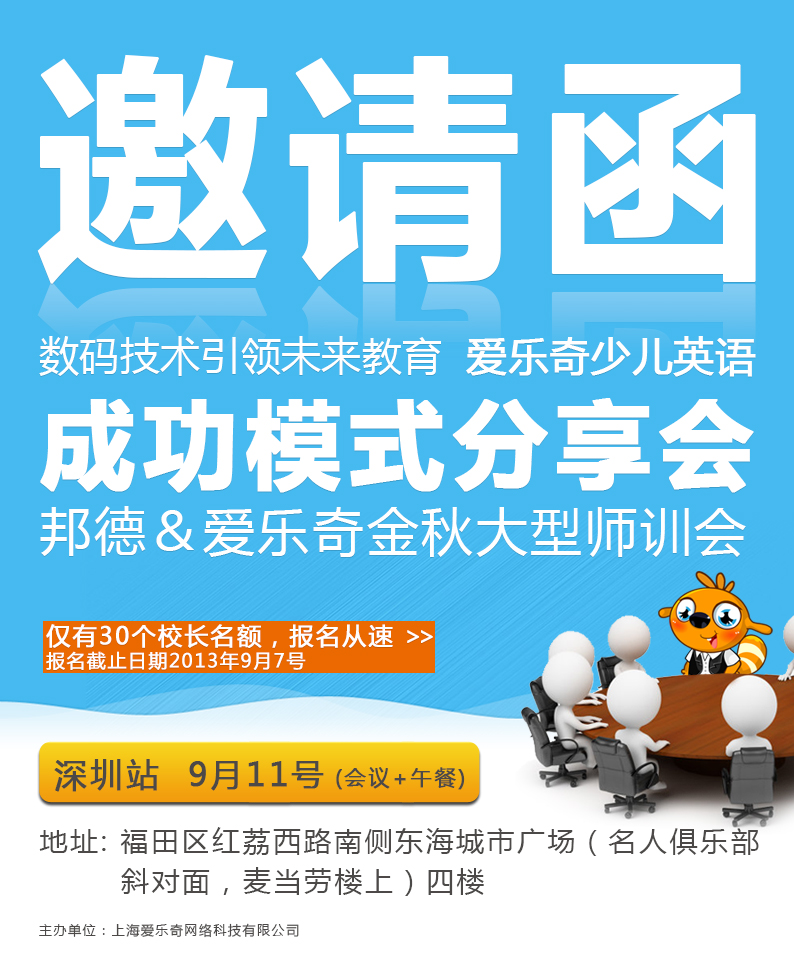 邀请函
数码技术引领未来教育 爱乐奇少儿英语
成功模式分享会
邦德&爱乐奇金秋大型师训会
仅有30个校长名额，报名从速 >>
报名截止日期2013年9月7号
深圳站 9月11号 (会议+午餐)
地址: 福田区红荔西路南侧东海城市广场（名人俱乐部
斜对面，麦当劳楼上）四楼
主办单位：上海爱乐奇网络科技有限公司